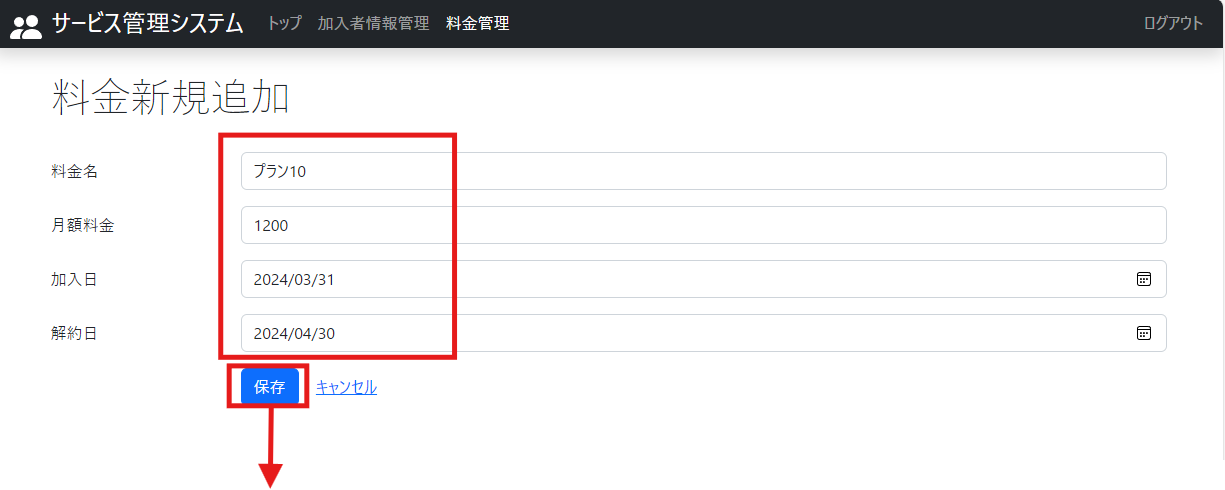 サービス管理システム トップ 加入者情報管理 料金管理 ログアウト
料金新規追加
料金名 プラン10
月額料金 1200
加入日 2024/03/31
解約日 2024/04/30
保存 キャンセル